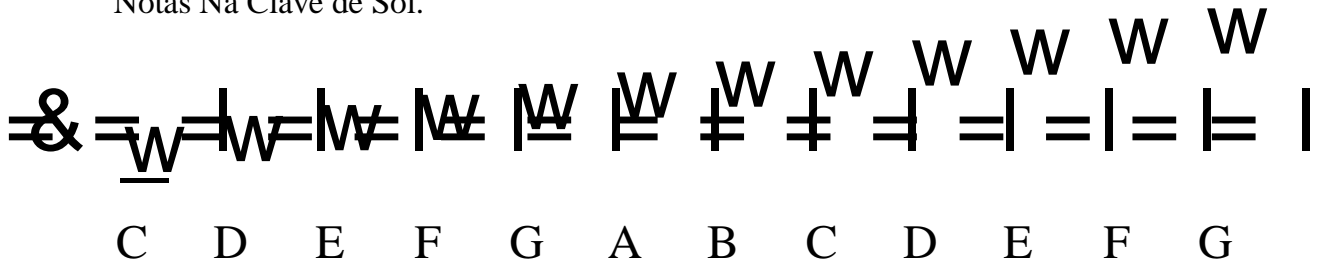 Notas Na Clave de Sol.
=&=w=|w=|w=|w=|w=|w=|w=|w=|w=|w=|w=|w=|
C D E F G A B C D E F G